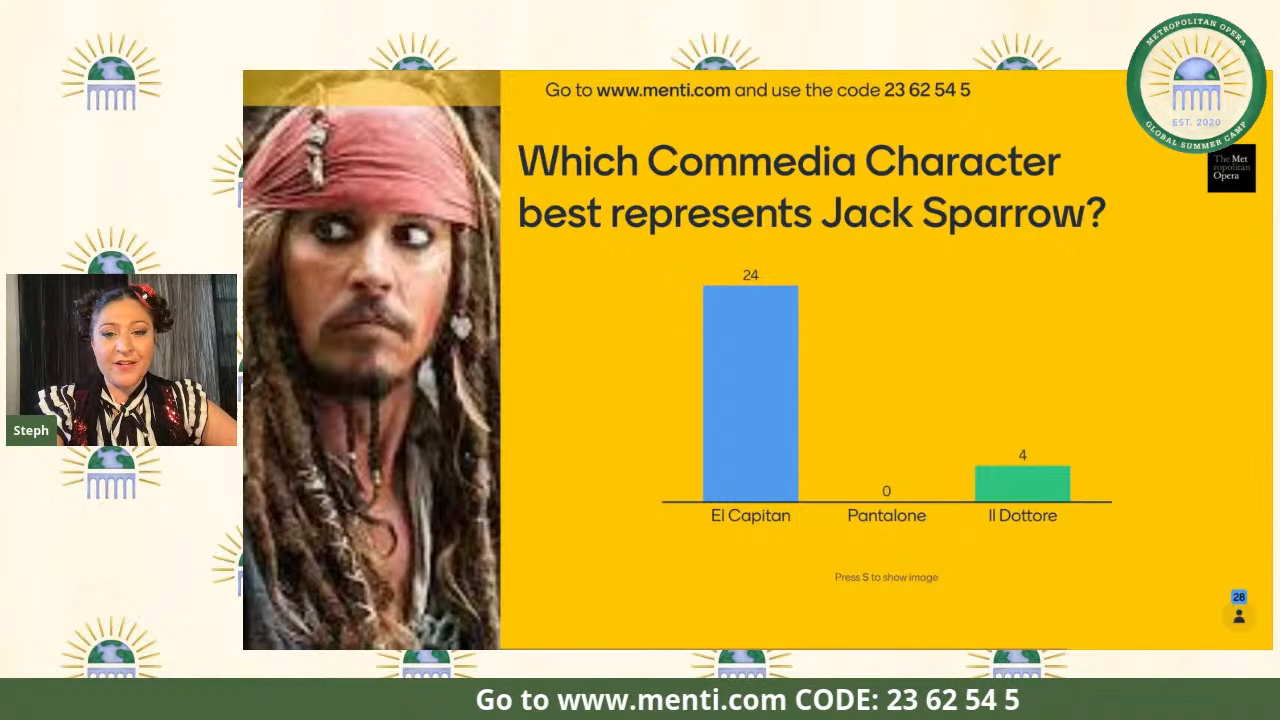 METROPOLITAN OPERA
EST. 2020
GLOBAL SUMMER CAMP
The Met
ropolitan
Opera
Go to www.menti.com and use the code 23 62 54 5
Which Commedia Character
best represents Jack Sparrow?
24
0
4
El Capitan
Pantalone
Il Dottore
Press S to show image
28
Steph
Go to www.menti.com CODE: 23 62 54 5